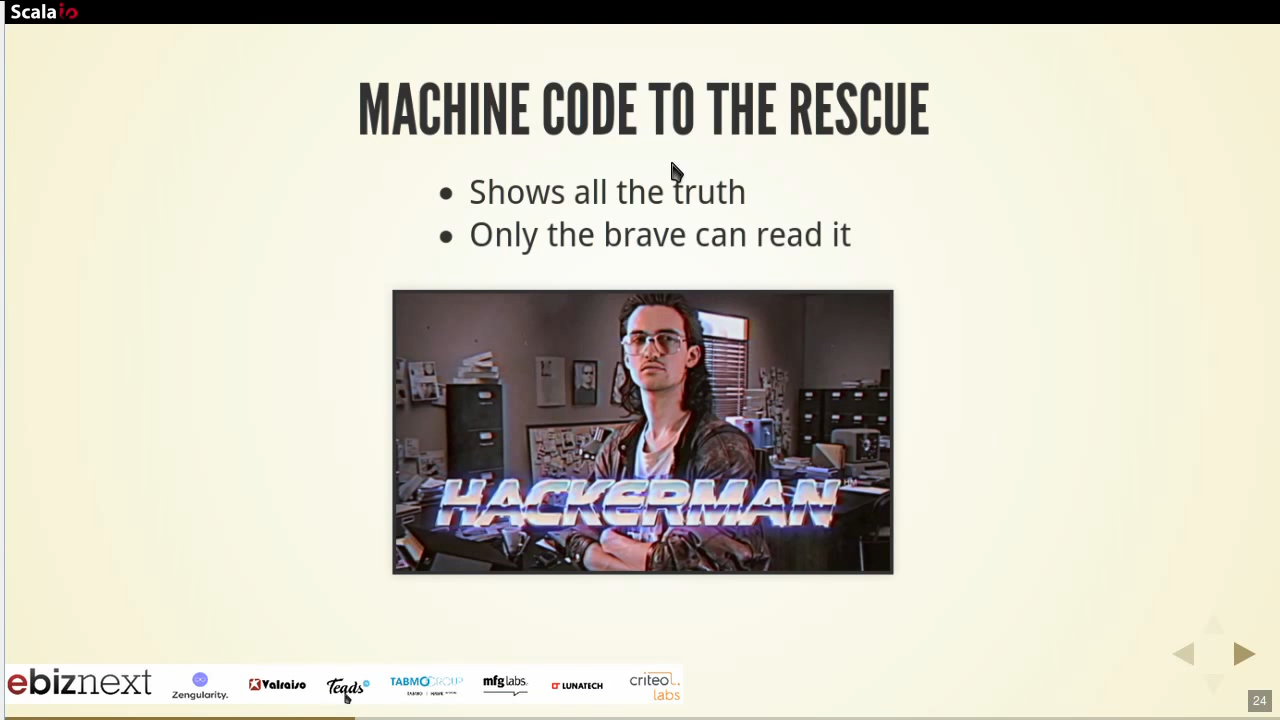 Scalaio
MACHINE CODE TO THE RESCUE
Shows all the truth
Only the brave can read it
HACKERMAN
ebiznext
Zengularity.
Valraiso
Teads
TABMOGROUP
mfg labs.
LUNATECH
criteo
labs
24